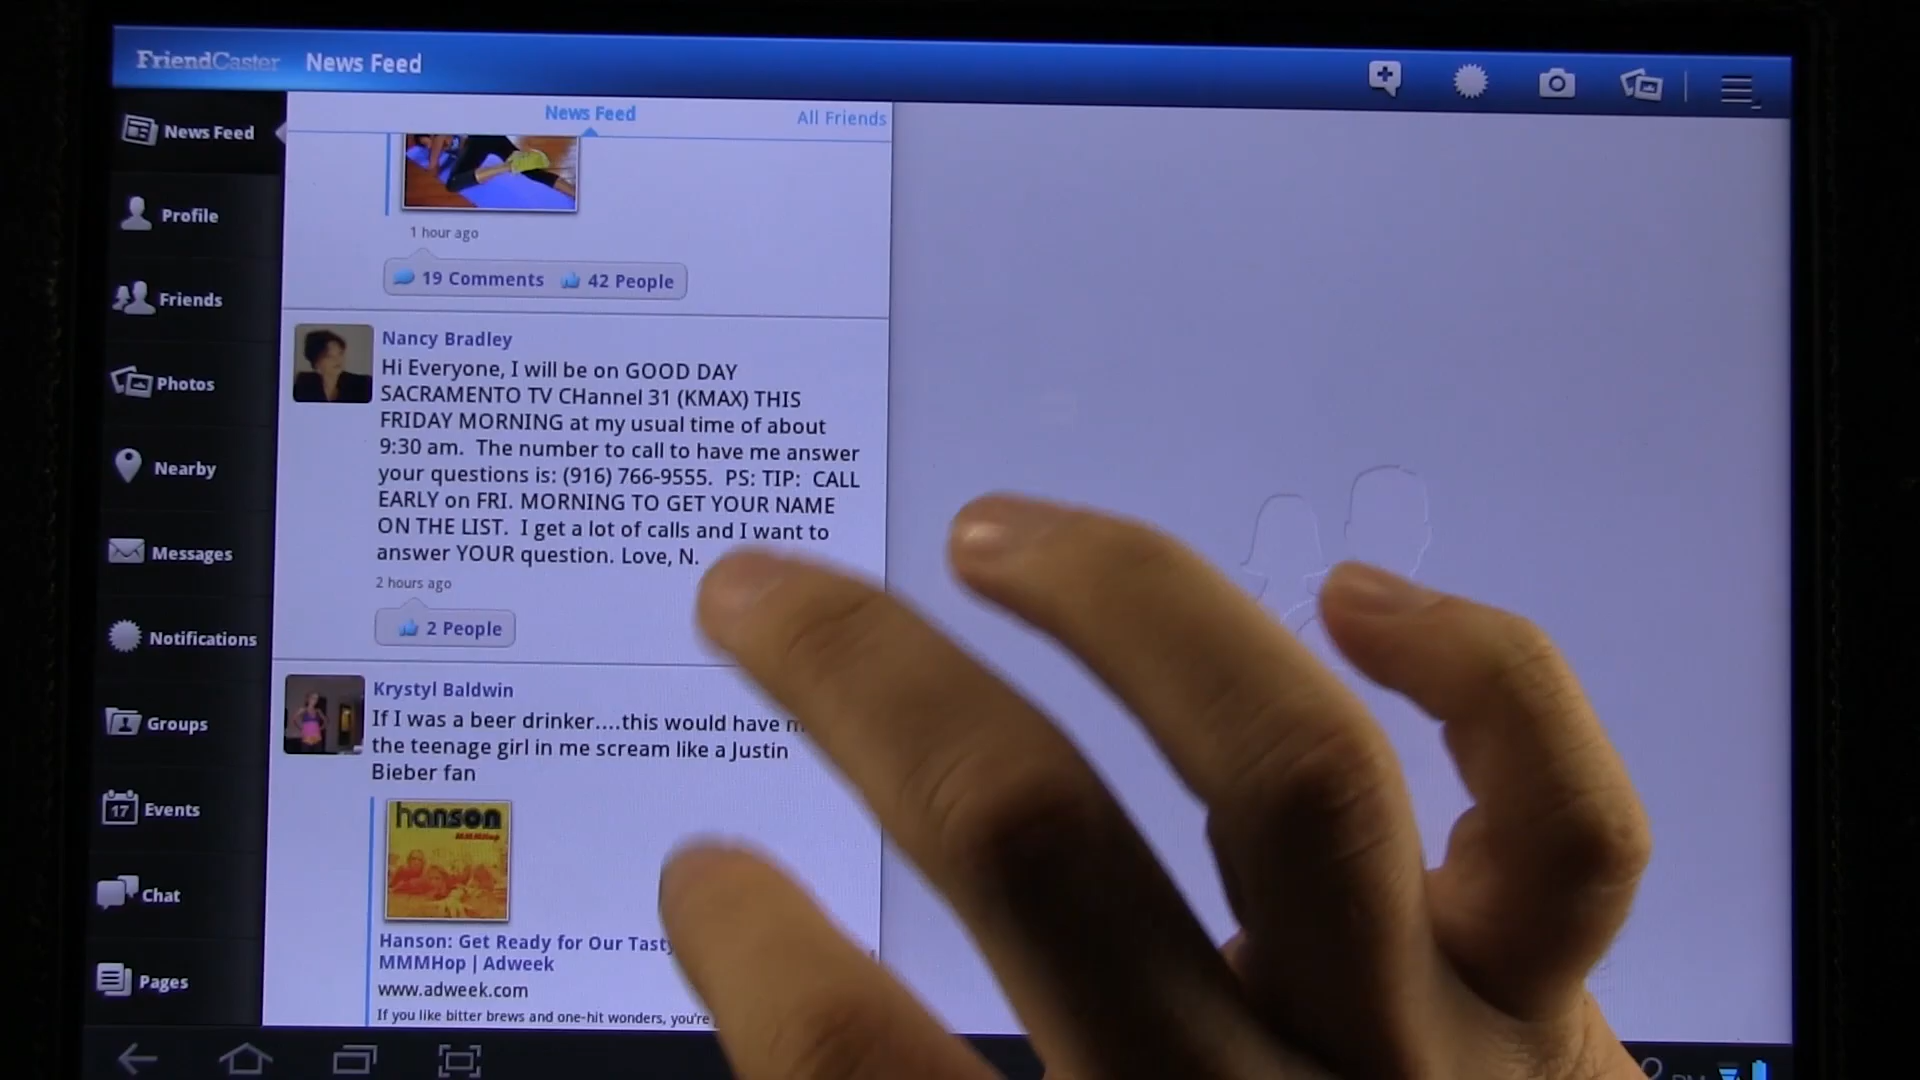 FriendCaster News Feed
News Feed All Friends
News Feed
Profile
Friends
Photos
Nearby
Messages
Notifications
Groups
17 Events
Chat
Pages
1 hour ago
19 Comments 42 People
Nancy Bradley
Hi Everyone, I will be on GOOD DAY
SACRAMENTO TV CHannel 31 (KMAX) THIS
FRIDAY MORNING at my usual time of about
9:30 am. The number to call to have me answer
your questions is: (916) 766-9555. PS: TIP: CALL
EARLY on FRI. MORNING TO GET YOUR NAME
ON THE LIST. I get a lot of calls and I want to
answer YOUR question. Love, N.
2 hours ago
2 People
Krystyl Baldwin
If I was a beer drinker....this would have
the teenage girl in me scream like a Justin
Bieber fan
hanson
MMMHop
Hanson: Get Ready for Our Tasty
MMMHop | Adweek
www.adweek.com
If you like bitter brews and one-hit wonders, you're